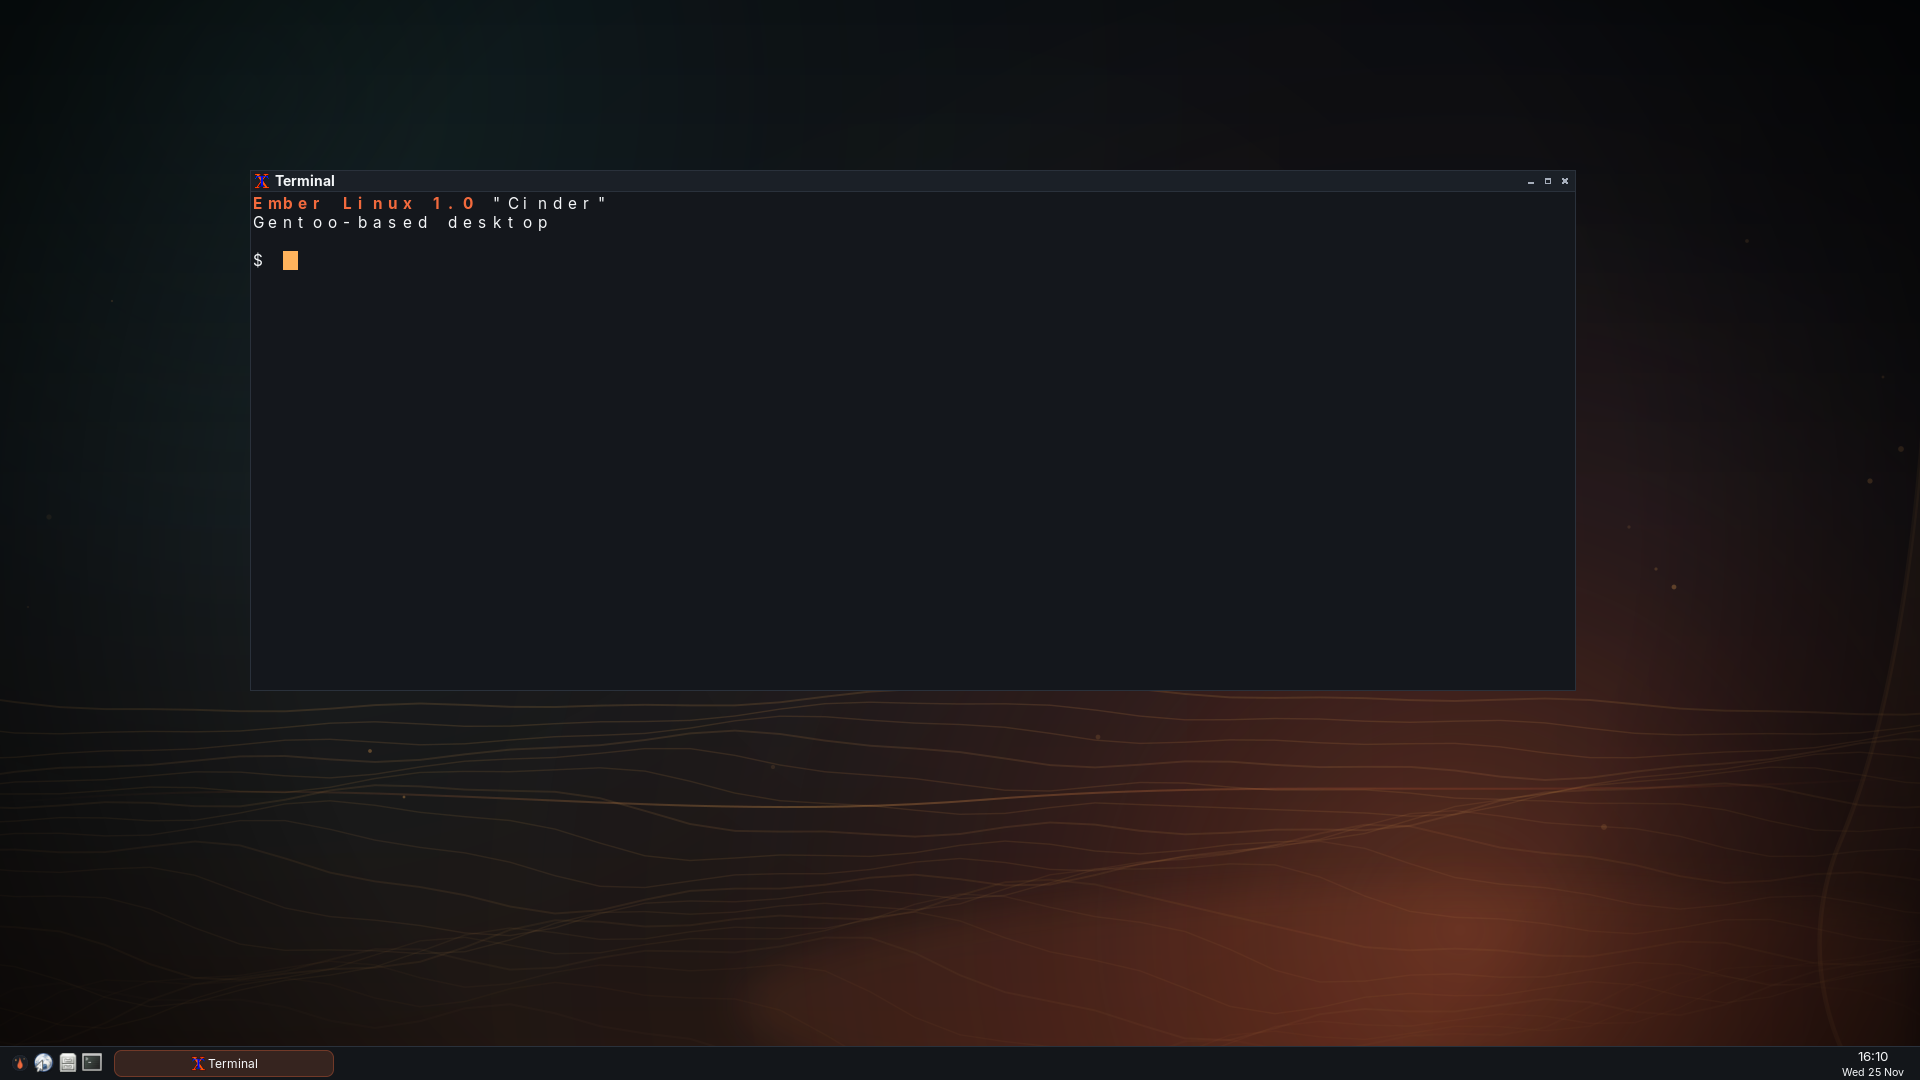 Terminal
Ember Linux 1.0 "Cinder"
Gentoo-based desktop
$
Terminal
16:10
Wed 25 Nov